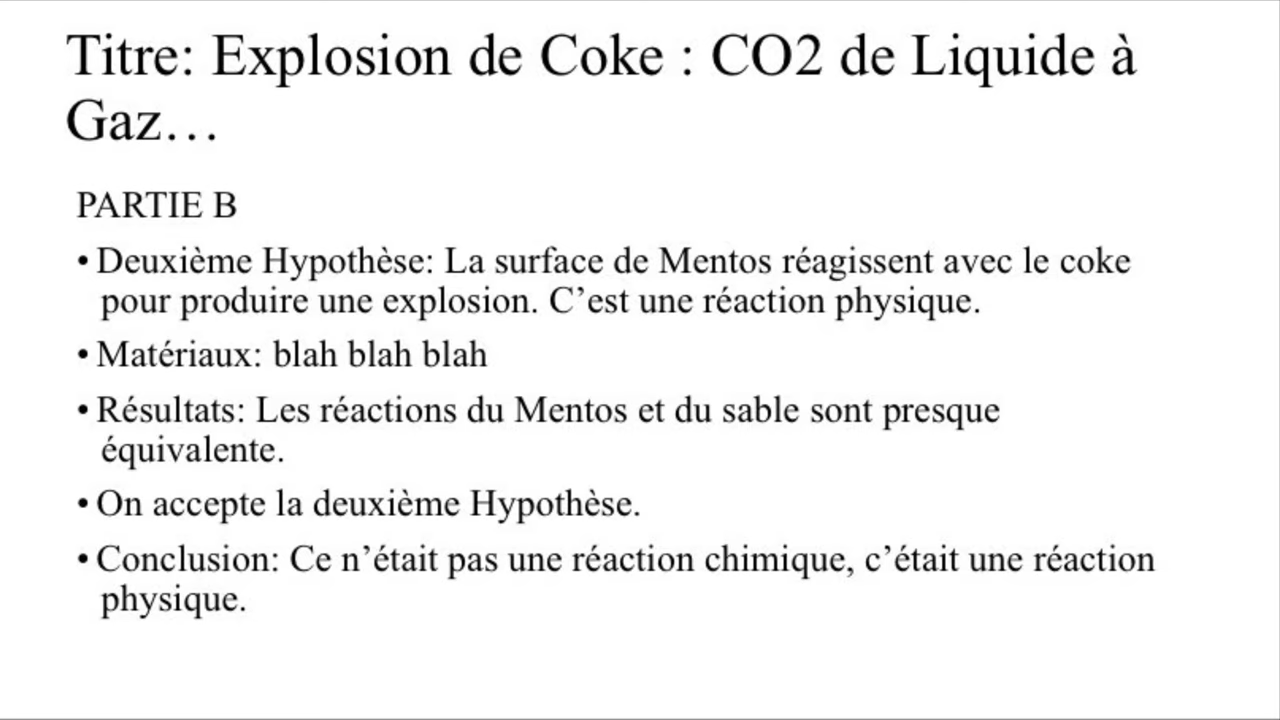 Titre: Explosion de Coke : CO2 de Liquide à
Gaz…
PARTIE B
• Deuxième Hypothèse: La surface de Mentos réagissent avec le coke
pour produire une explosion. C’est une réaction physique.
• Matériaux: blah blah blah
• Résultats: Les réactions du Mentos et du sable sont presque
équivalente.
• On accepte la deuxième Hypothèse.
• Conclusion: Ce n’était pas une réaction chimique, c’était une réaction
physique.